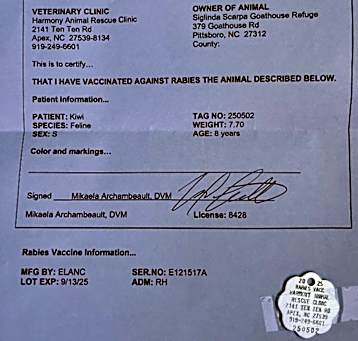 VETERINARY CLINIC
Harmony Animal Rescue Clinic
2141 Ten Ten Rd
Apex, NC 27539-8134
919-249-6601
OWNER OF ANIMAL
Siglinda Scarpa Goathouse Refuge
379 Goathouse Rd
Pittsboro, NC 27312
County:
This is to certify...
THAT I HAVE VACCINATED AGAINST RABIES THE ANIMAL DESCRIBED BELOW.
Patient Information...
PATIENT: Kiwi
SPECIES: Feline
SEX: S
TAG NO: 250502
WEIGHT: 7.70
AGE: 8 years
Color and markings...
Signed Mikaela Archambeault, DVM
Mikaela Archambeault, DVM License: 8428
Rabies Vaccine Information...
MFG BY: ELANC
LOT EXP: 9/13/25
SER.NO: E121517A
ADM: RH
20 25
RABIES VACC
HARMONY ANIMAL
RESCUE CLINIC
2141 TEN TEN RD
APEX, NC 27539
919-249-6601
250502